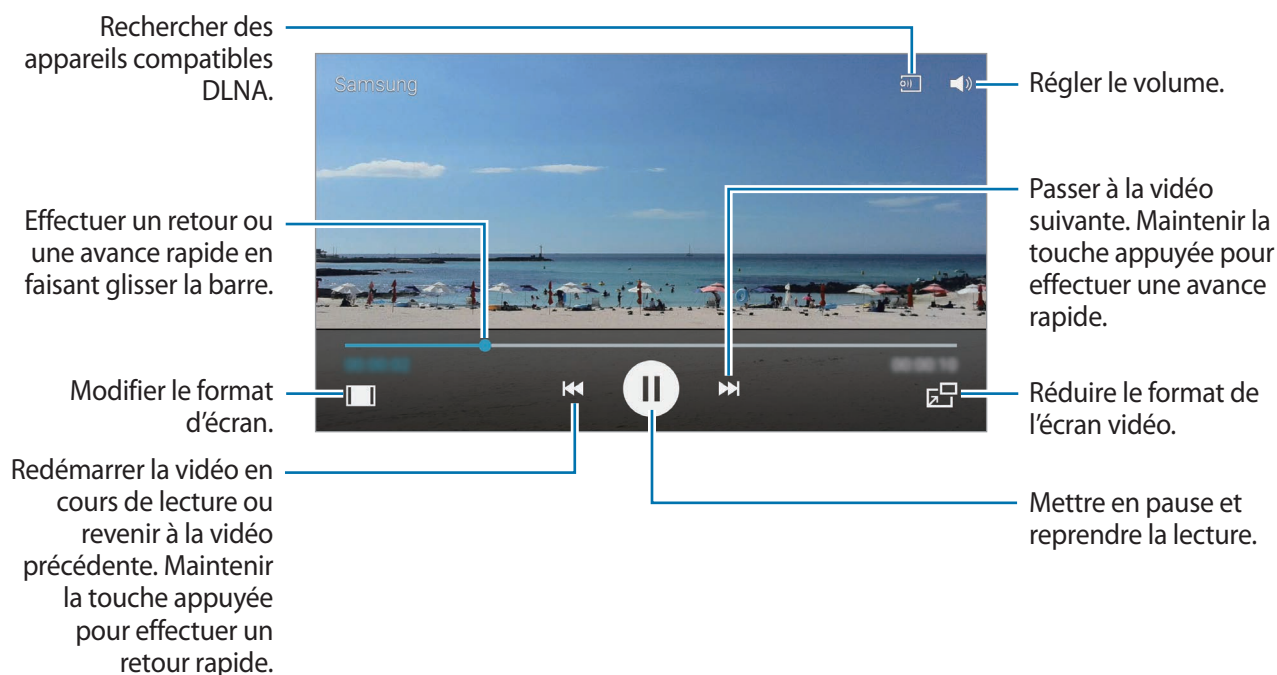 Rechercher des
appareils compatibles
DLNA.
Samsung
Régler le volume.
Effectuer un retour ou
une avance rapide en
faisant glisser la barre.
Passer à la vidéo
suivante. Maintenir la
touche appuyée pour
effectuer une avance
rapide.
Modifier le format
d'écran.
Réduire le format de
l'écran vidéo.
Redémarrer la vidéo en
cours de lecture ou
revenir à la vidéo
précédente. Maintenir
la touche appuyée
pour effectuer un
retour rapide.
Mettre en pause et
reprendre la lecture.